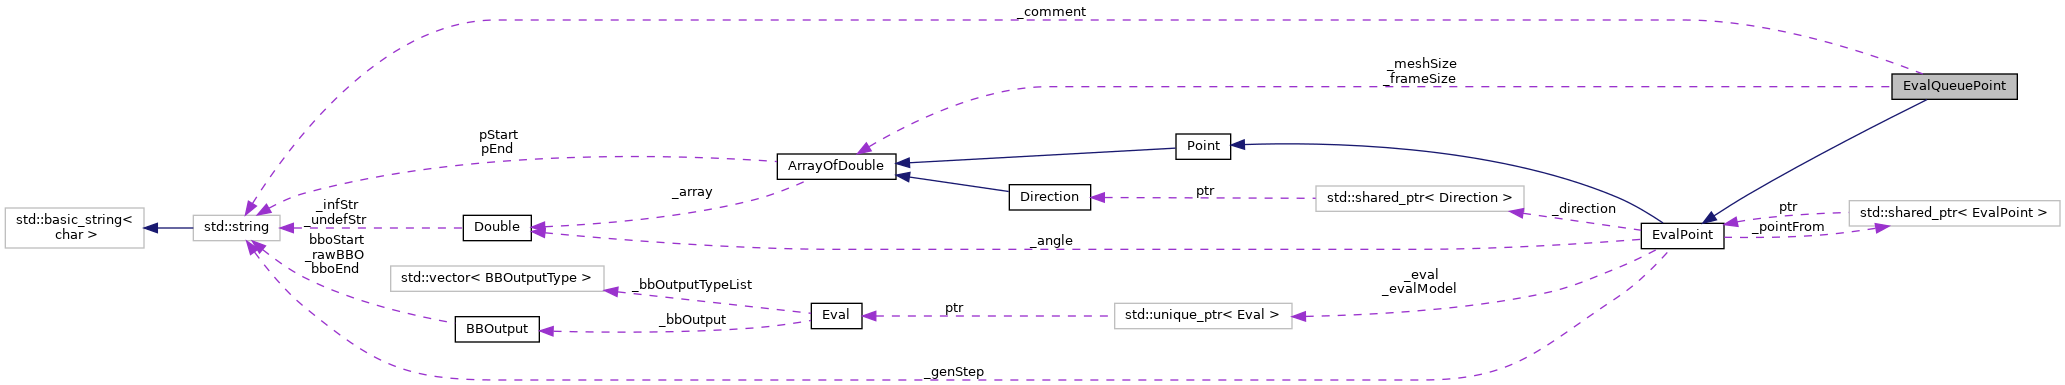 _comment
_meshSize
_frameSize
EvalQueuePoint
pStart
pEnd
Point
ArrayOfDouble
_array
Direction
ptr
std::shared_ptr< Direction >
_direction
ptr
std::shared_ptr< EvalPoint >
_pointFrom
std::basic_string<
char >
std::string
_infStr
_undefStr
Double
_angle
EvalPoint
bboStart
_rawBBO
bboEnd
std::vector< BBOutputType >
_bbOutputTypeList
_eval
_evalModel
BBOutput
_bbOutput
Eval
ptr
std::unique_ptr< Eval >
_genStep